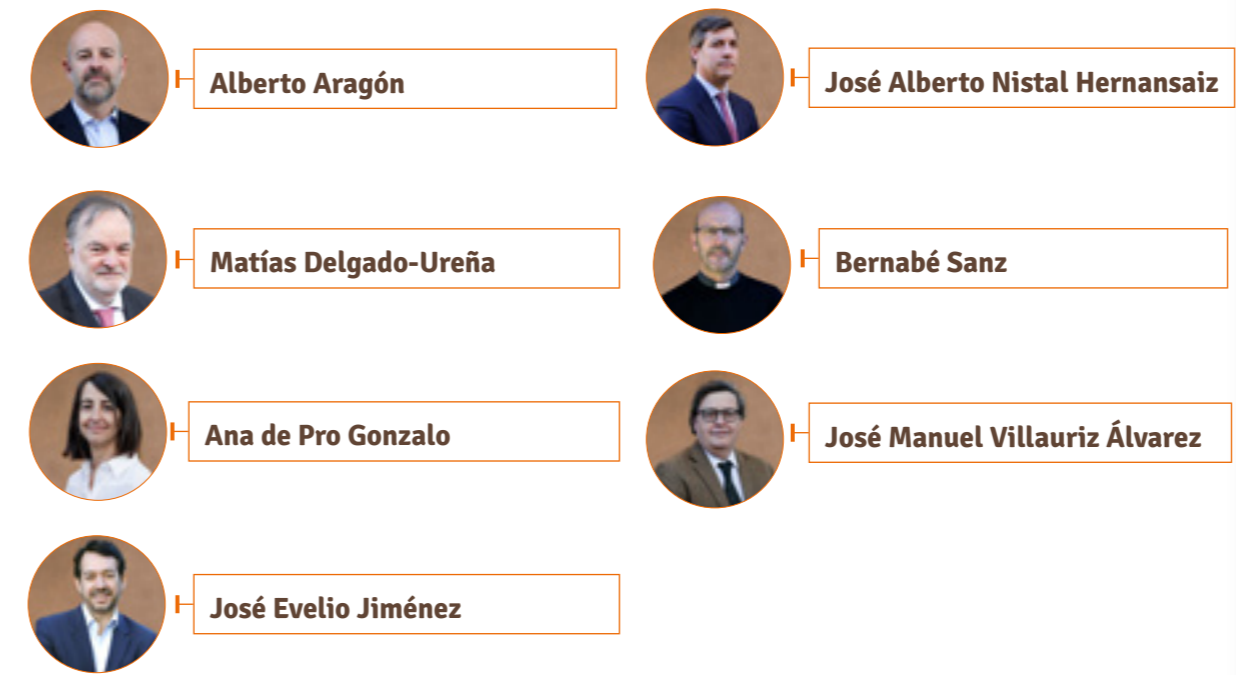 Alberto Aragón
José Alberto Nistal Hernansaiz
Matías Delgado-Ureña
Bernabé Sanz
Ana de Pro Gonzalo
José Manuel Villauriz Álvarez
José Evelio Jiménez